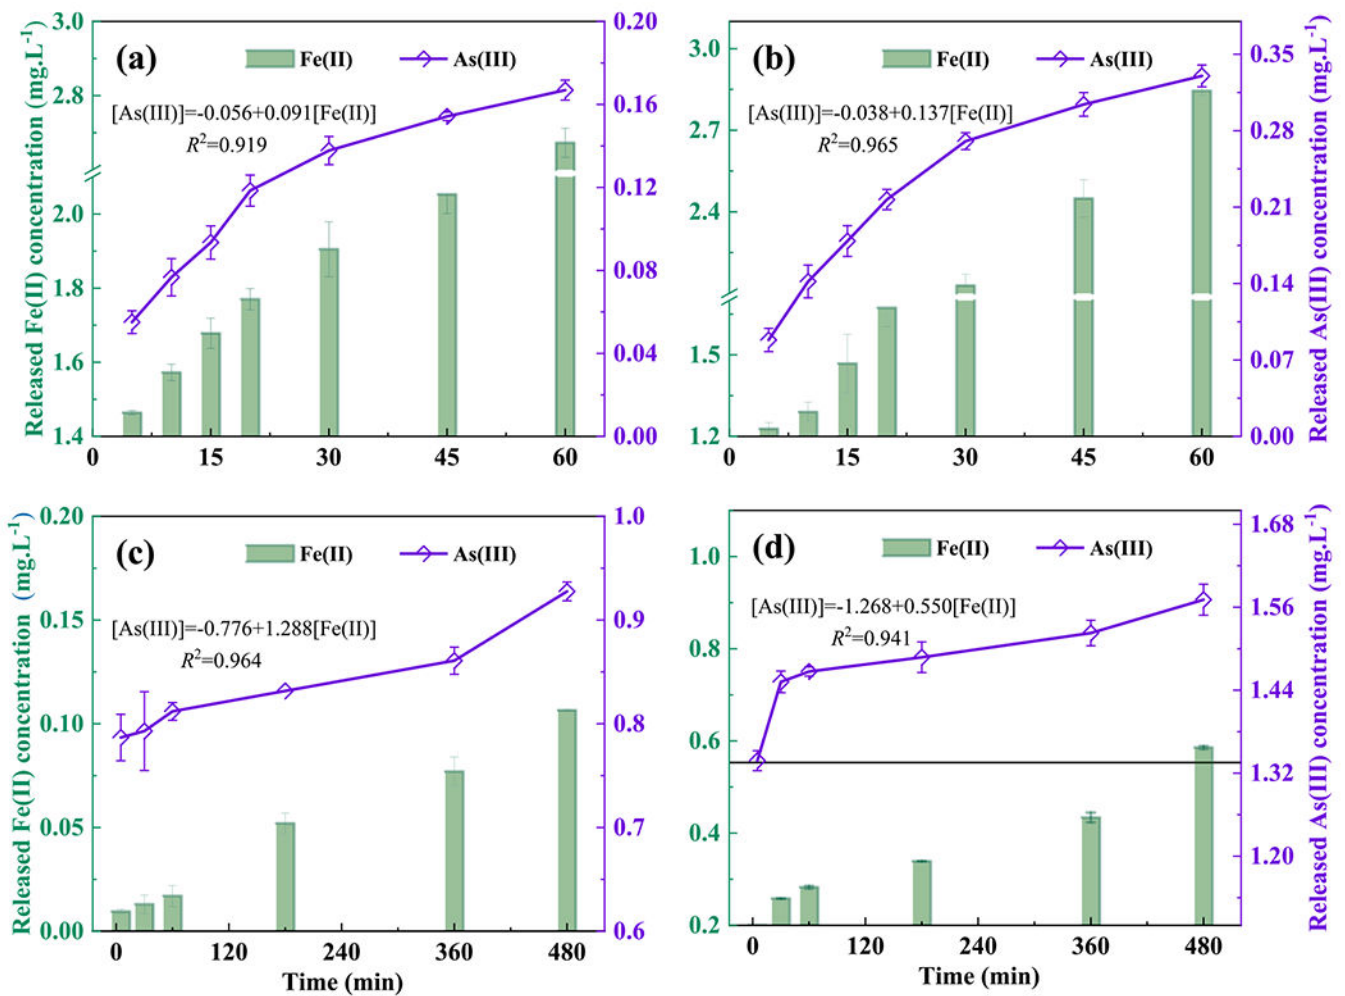 Released Fe(II) concentration (mg.L-1)
3.0
2.8
2.0
1.8
1.6
1.4
(a)
Fe(II)
As(III)
[As(III)]=-0.056+0.091[Fe(II)]
R2=0.919
0.20
0.16
0.12
0.08
0.04
0.00
0
15
30
45
60
3.0
2.7
2.4
1.5
1.2
(b)
Fe(II)
As(III)
[As(III)]=-0.038+0.137[Fe(II)]
R2=0.965
0.35
0.28
0.21
0.14
0.07
0.00
Released As(III) concentration (mg.L-1)
0
15
30
45
60
Released Fe(II) concentration (mg.L-1)
0.20
0.15
0.10
0.05
0.00
(c)
Fe(II)
As(III)
[As(III)]=-0.776+1.288[Fe(II)]
R2=0.964
1.0
0.9
0.8
0.7
0.6
0
120
240
360
480
Time (min)
1.0
0.8
0.6
0.4
0.2
(d)
Fe(II)
As(III)
[As(III)]=-1.268+0.550[Fe(II)]
R2=0.941
1.68
1.56
1.44
1.32
1.20
Released As(III) concentration (mg.L-1)
0
120
240
360
480
Time (min)